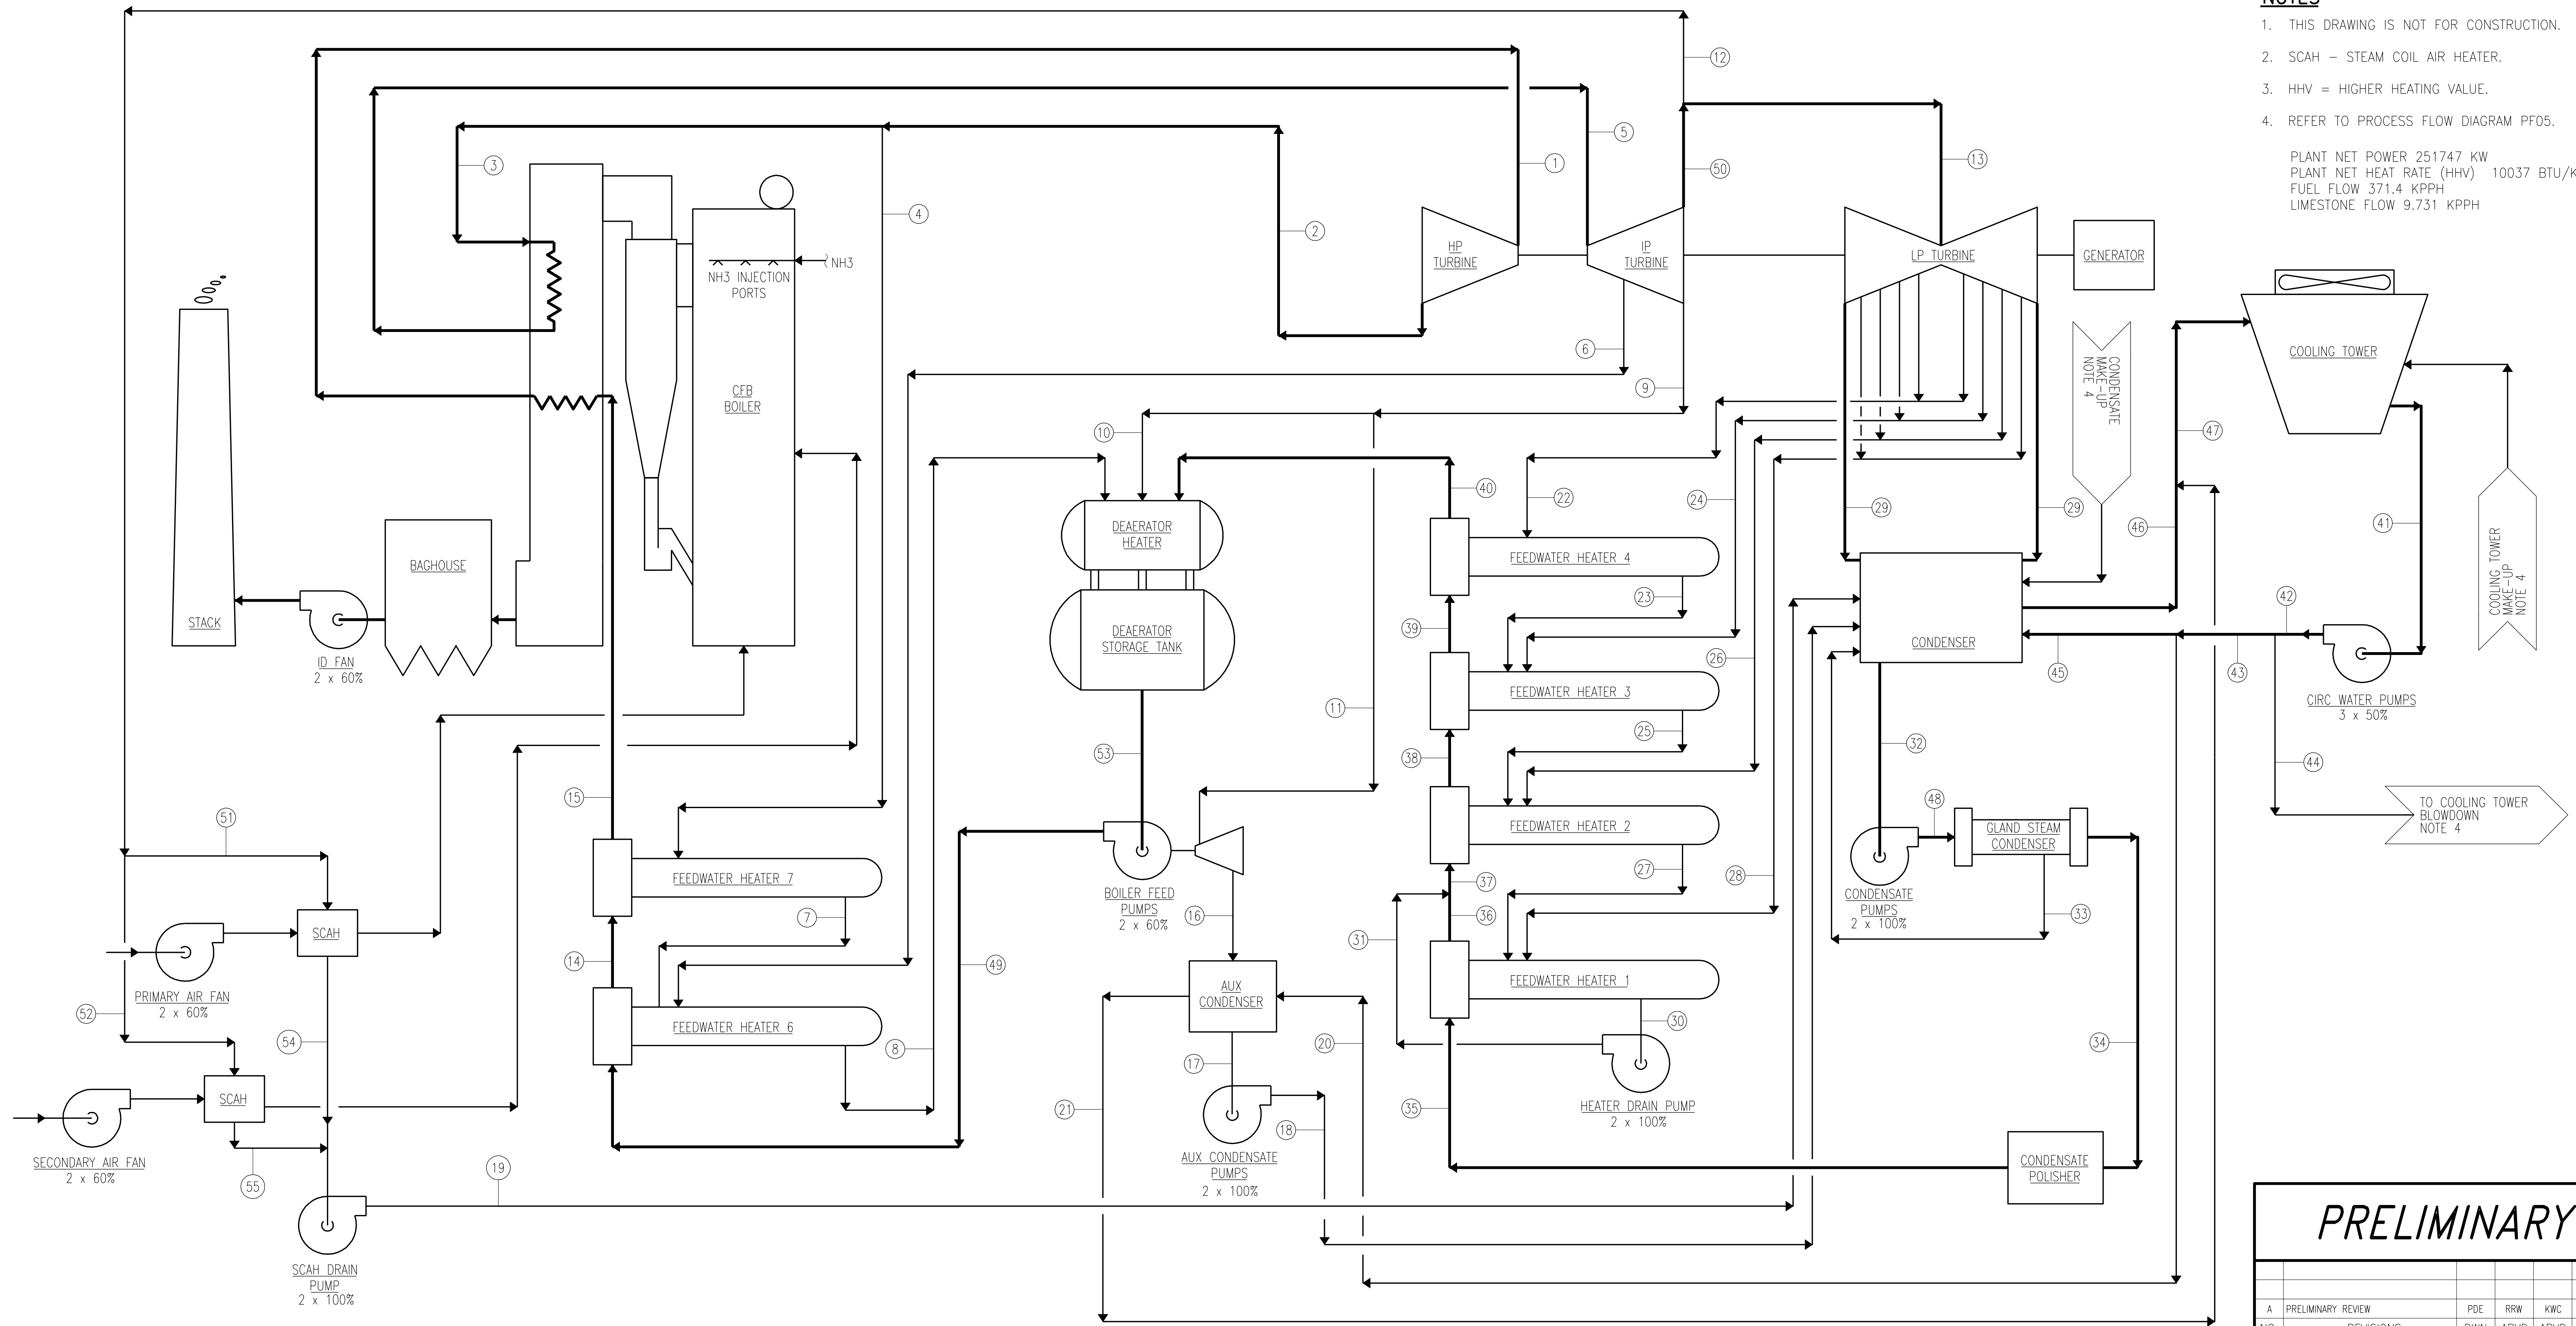 NOTES
1. THIS DRAWING IS NOT FOR CONSTRUCTION.
2. SCAH – STEAM COIL AIR HEATER.
3. HHV = HIGHER HEATING VALUE.
4. REFER TO PROCESS FLOW DIAGRAM PF05.
PLANT NET POWER 251747 KW
PLANT NET HEAT RATE (HHV) 10037 BTU/K
FUEL FLOW 371.4 KPPH
LIMESTONE FLOW 9.731 KPPH
12
5
1
50
13
3
4
2
HP
TURBINE
IP
TURBINE
LP TURBINE
GENERATOR
NH3
NH3 INJECTION
PORTS
6
9
CONDENSATE
MAKE-UP
NOTE 4
COOLING TOWER
CFB
BOILER
10
47
40
22
24
29
29
46
41
COOLING TOWER
MAKE-UP
NOTE 4
DEAERATOR
HEATER
FEEDWATER HEATER 4
BAGHOUSE
STACK
ID FAN
2 x 60%
DEAERATOR
STORAGE TANK
39
23
26
CONDENSER
42
45
43
CIRC WATER PUMPS
3 x 50%
FEEDWATER HEATER 3
11
25
53
38
32
44
15
51
48
TO COOLING TOWER
BLOWDOWN
NOTE 4
FEEDWATER HEATER 2
GLAND STEAM
CONDENSER
FEEDWATER HEATER 7
BOILER FEED
PUMPS
2 x 60%
27
28
37
CONDENSATE
PUMPS
2 x 100%
7
16
36
33
SCAH
31
14
49
PRIMARY AIR FAN
2 x 60%
AUX
CONDENSER
FEEDWATER HEATER 1
52
54
FEEDWATER HEATER 6
8
17
20
30
34
SCAH
21
18
35
HEATER DRAIN PUMP
2 x 100%
SECONDARY AIR FAN
2 x 60%
55
19
AUX CONDENSATE
PUMPS
2 x 100%
CONDENSATE
POLISHER
SCAH DRAIN
PUMP
2 x 100%
PRELIMINARY
A PRELIMINARY REVIEW PDE RRW KWC
NO. REVISIONS DWN APVD APVD